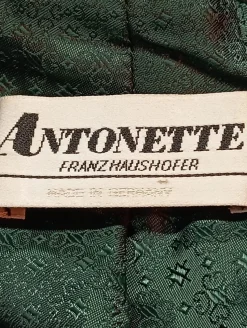 ANTONETTE
FRANZ HAUSHOFER
MADE IN GERMANY